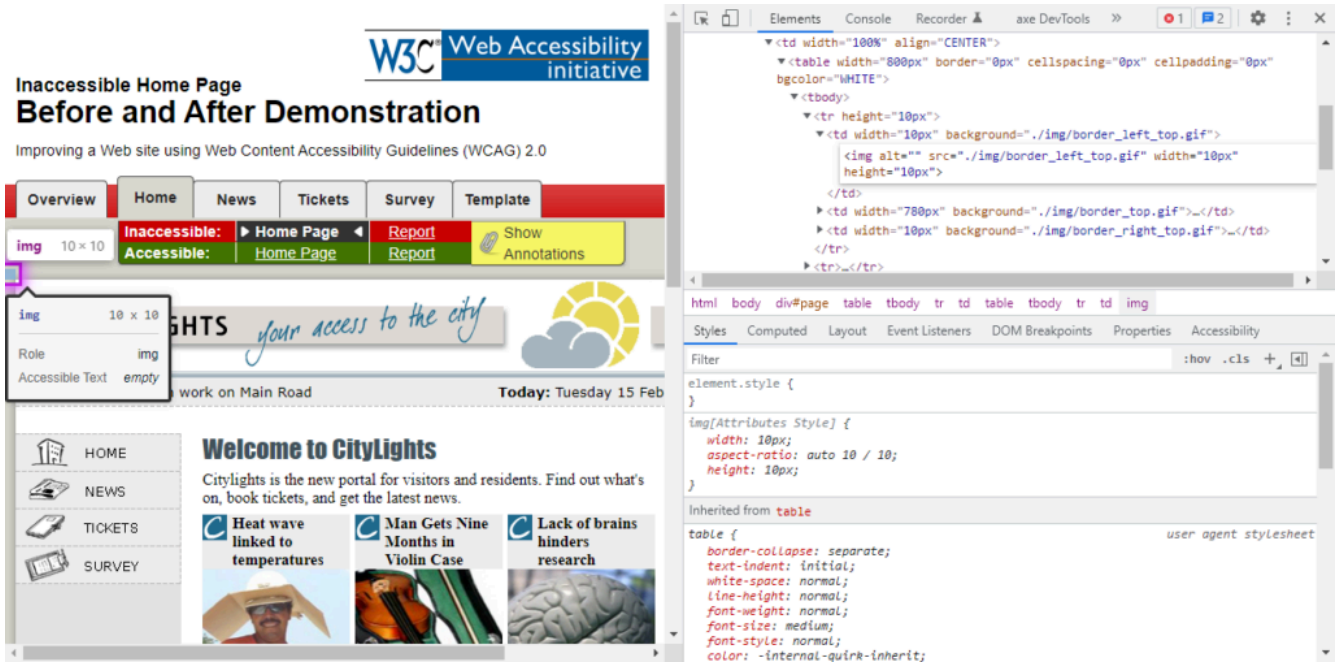 W3C® Web Accessibility
initiative
Inaccessible Home Page
Before and After Demonstration
Improving a Web site using Web Content Accessibility Guidelines (WCAG) 2.0
Overview Home News Tickets Survey Template
Inaccessible: Home Page Report
Accessible: Home Page Report
Show
Annotations
img 10 × 10
img 10 x 10
Role img
Accessible Text empty
GHTS your access to the city
work on Main Road
Today: Tuesday 15 Feb
HOME
NEWS
TICKETS
SURVEY
Welcome to CityLights
Citylights is the new portal for visitors and residents. Find out what's
on, book tickets, and get the latest news.
C Heat wave
linked to
temperatures
C Man Gets Nine
Months in
Violin Case
C Lack of brains
hinders
research
Elements Console Recorder axe DevTools » 1 2
<td width="100%" align="CENTER">
<table width="800px" border="0px" cellspacing="0px" cellpadding="0px"
bgcolor="WHITE">
<tbody>
<tr height="10px">
<td width="10px" background="./img/border_left_top.gif">
<img alt="" src="./img/border_left_top.gif" width="10px"
height="10px">
</td>
<td width="780px" background="./img/border_top.gif">…</td>
<td width="10px" background="./img/border_right_top.gif">…</td>
</tr>
<tr>…</tr>
html body div#page table tbody tr td table tbody tr td img
Styles Computed Layout Event Listeners DOM Breakpoints Properties Accessibility
Filter :hov .cls +
element.style {
}
img[Attributes Style] {
width: 10px;
aspect-ratio: auto 10 / 10;
height: 10px;
}
Inherited from table
table { user agent stylesheet
border-collapse: separate;
text-indent: initial;
white-space: normal;
line-height: normal;
font-weight: normal;
font-size: medium;
font-style: normal;
color: -internal-quirk-inherit;